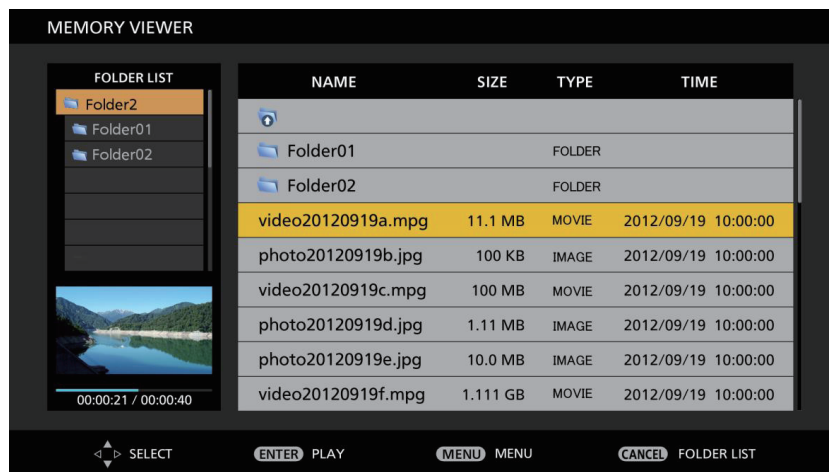 MEMORY VIEWER
FOLDER LIST
Folder2
Folder01
Folder02
00:00:21 / 00:00:40
NAME SIZE TYPE TIME
Folder01 FOLDER
Folder02 FOLDER
video20120919a.mpg 11.1 MB MOVIE 2012/09/19 10:00:00
photo20120919b.jpg 100 KB IMAGE 2012/09/19 10:00:00
video20120919c.mpg 100 MB MOVIE 2012/09/19 10:00:00
photo20120919d.jpg 1.11 MB IMAGE 2012/09/19 10:00:00
photo20120919e.jpg 10.0 MB IMAGE 2012/09/19 10:00:00
video20120919f.mpg 1.111 GB MOVIE 2012/09/19 10:00:00
SELECT ENTER PLAY MENU MENU CANCEL FOLDER LIST